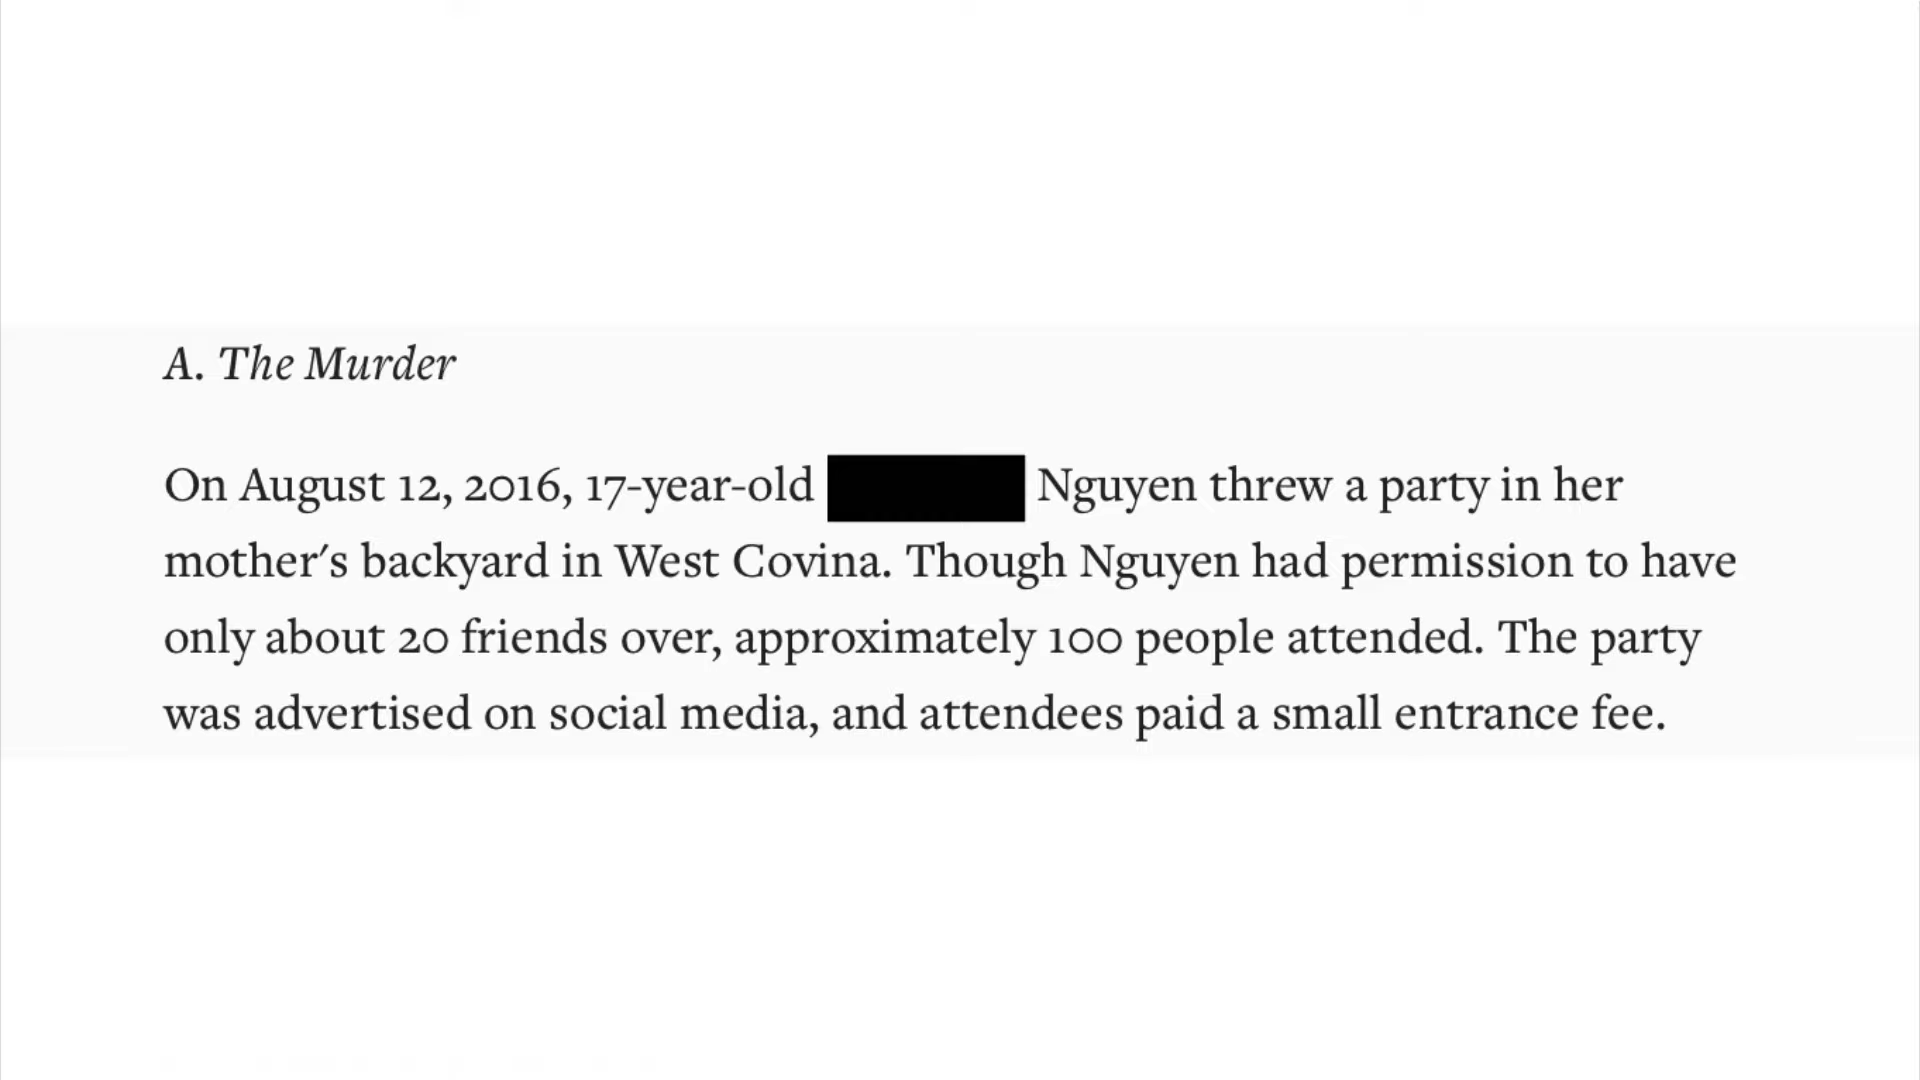 A. The Murder
On August 12, 2016, 17-year-old Nguyen threw a party in her
mother's backyard in West Covina. Though Nguyen had permission to have
only about 20 friends over, approximately 100 people attended. The party
was advertised on social media, and attendees paid a small entrance fee.